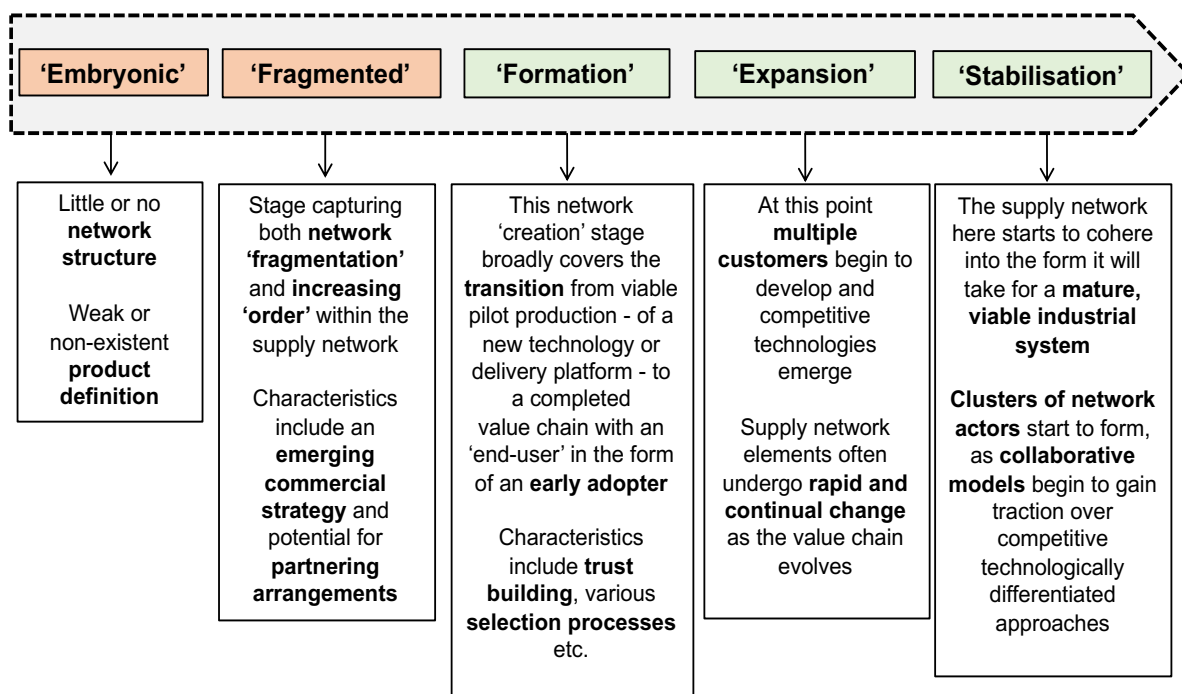 ‘Embryonic’
‘Fragmented’
‘Formation’
‘Expansion’
‘Stabilisation’
Little or no
network
structure
Weak or
non-existent
product
definition
Stage capturing
both network
‘fragmentation’
and increasing
‘order’ within the
supply network
Characteristics
include an
emerging
commercial
strategy and
potential for
partnering
arrangements
This network
‘creation’ stage
broadly covers the
transition from viable
pilot production - of a
new technology or
delivery platform - to
a completed
value chain with an
‘end-user’ in the form
of an early adopter
Characteristics
include trust
building, various
selection processes
etc.
At this point
multiple
customers begin to
develop and
competitive
technologies
emerge
Supply network
elements often
undergo rapid and
continual change
as the value chain
evolves
The supply network
here starts to cohere
into the form it will
take for a mature,
viable industrial
system
Clusters of network
actors start to form,
as collaborative
models begin to gain
traction over
competitive
technologically
differentiated
approaches